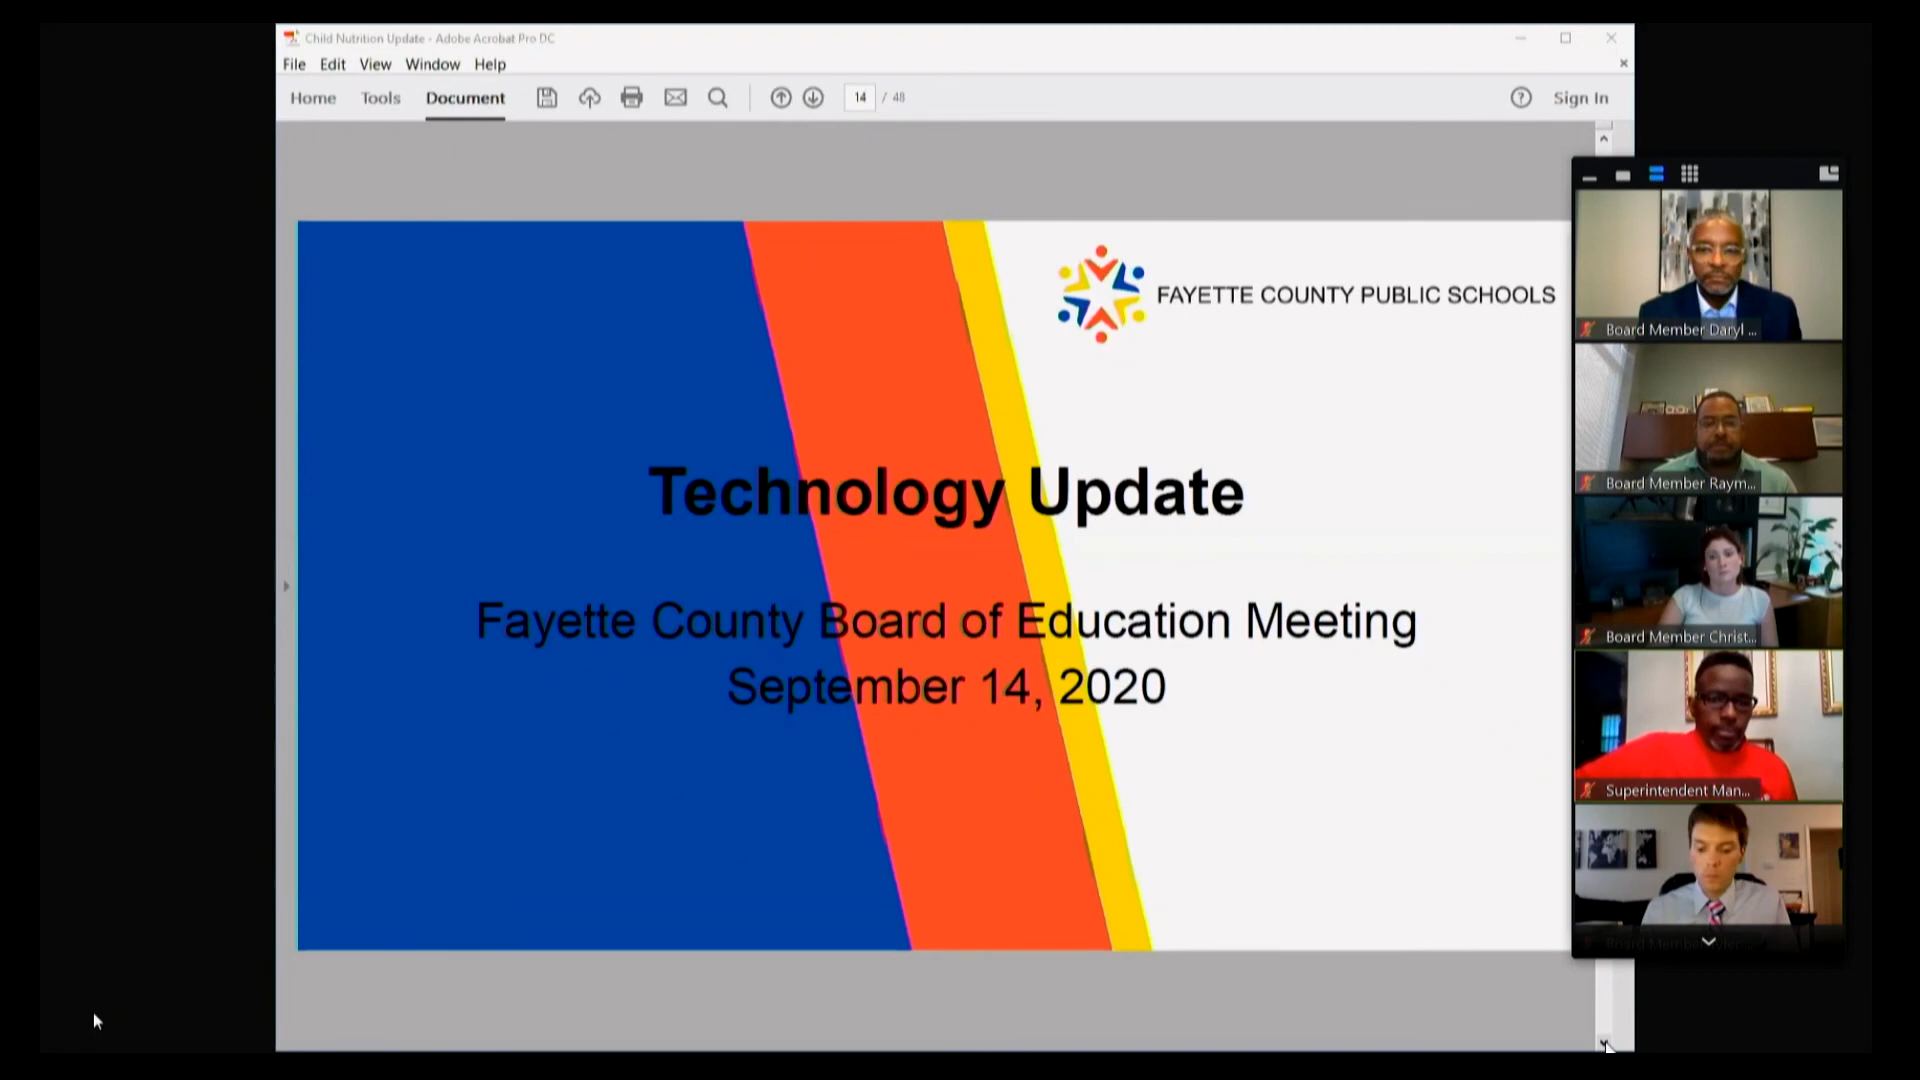 Child Nutrition Update - Adobe Acrobat Pro DC
File Edit View Window Help
Home Tools Document 14 / 48 Sign In
FAYETTE COUNTY PUBLIC SCHOOLS
Technology Update
Fayette County Board of Education Meeting
September 14, 2020
Board Member Daryl ...
Board Member Raym...
Board Member Christ...
Superintendent Man...
Board Member